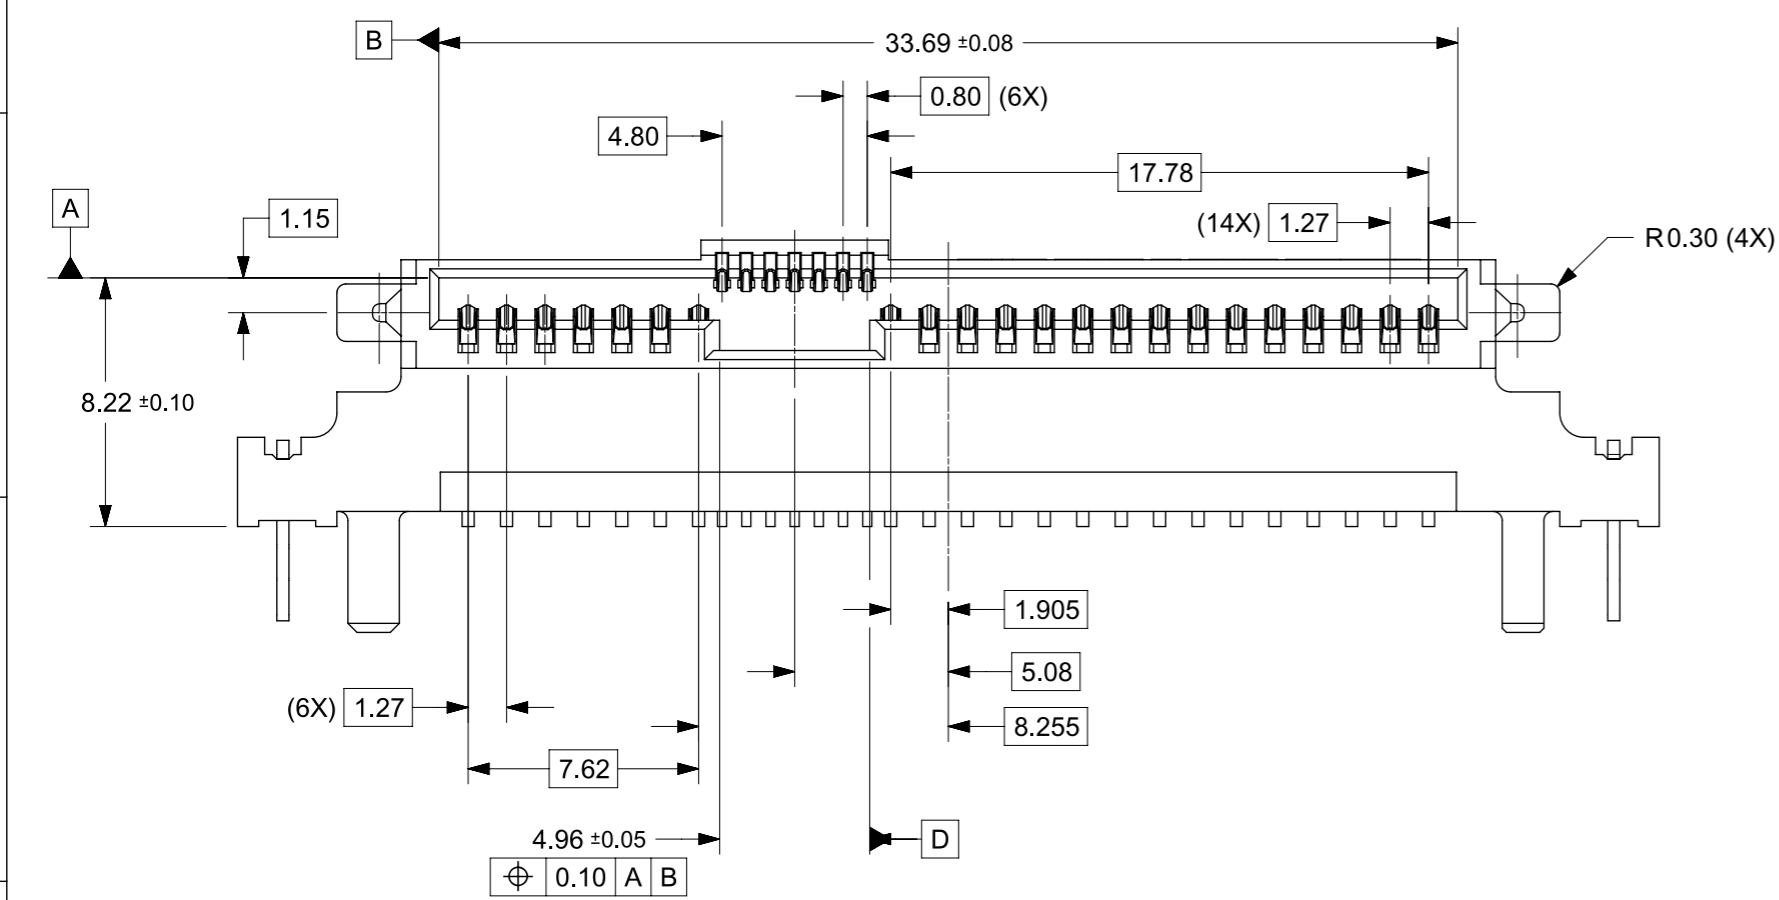 B
33.69 ±0.08
0.80 (6X)
4.80
17.78
A
1.15
(14X) 1.27
R0.30 (4X)
8.22 ±0.10
1.905
5.08
(6X) 1.27
8.255
7.62
4.96 ±0.05
D
⌖ 0.10 A B